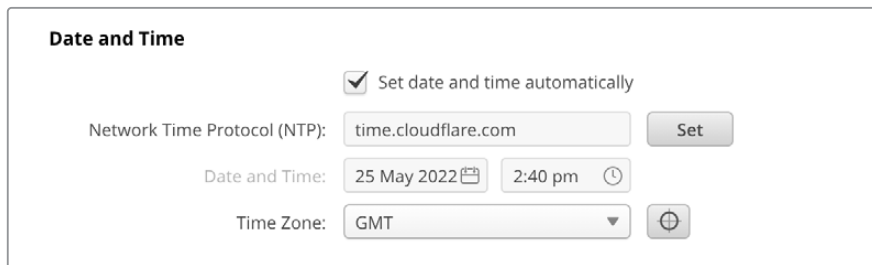 Date and Time
Set date and time automatically
Network Time Protocol (NTP): time.cloudflare.com Set
Date and Time: 25 May 2022 2:40 pm
Time Zone: GMT